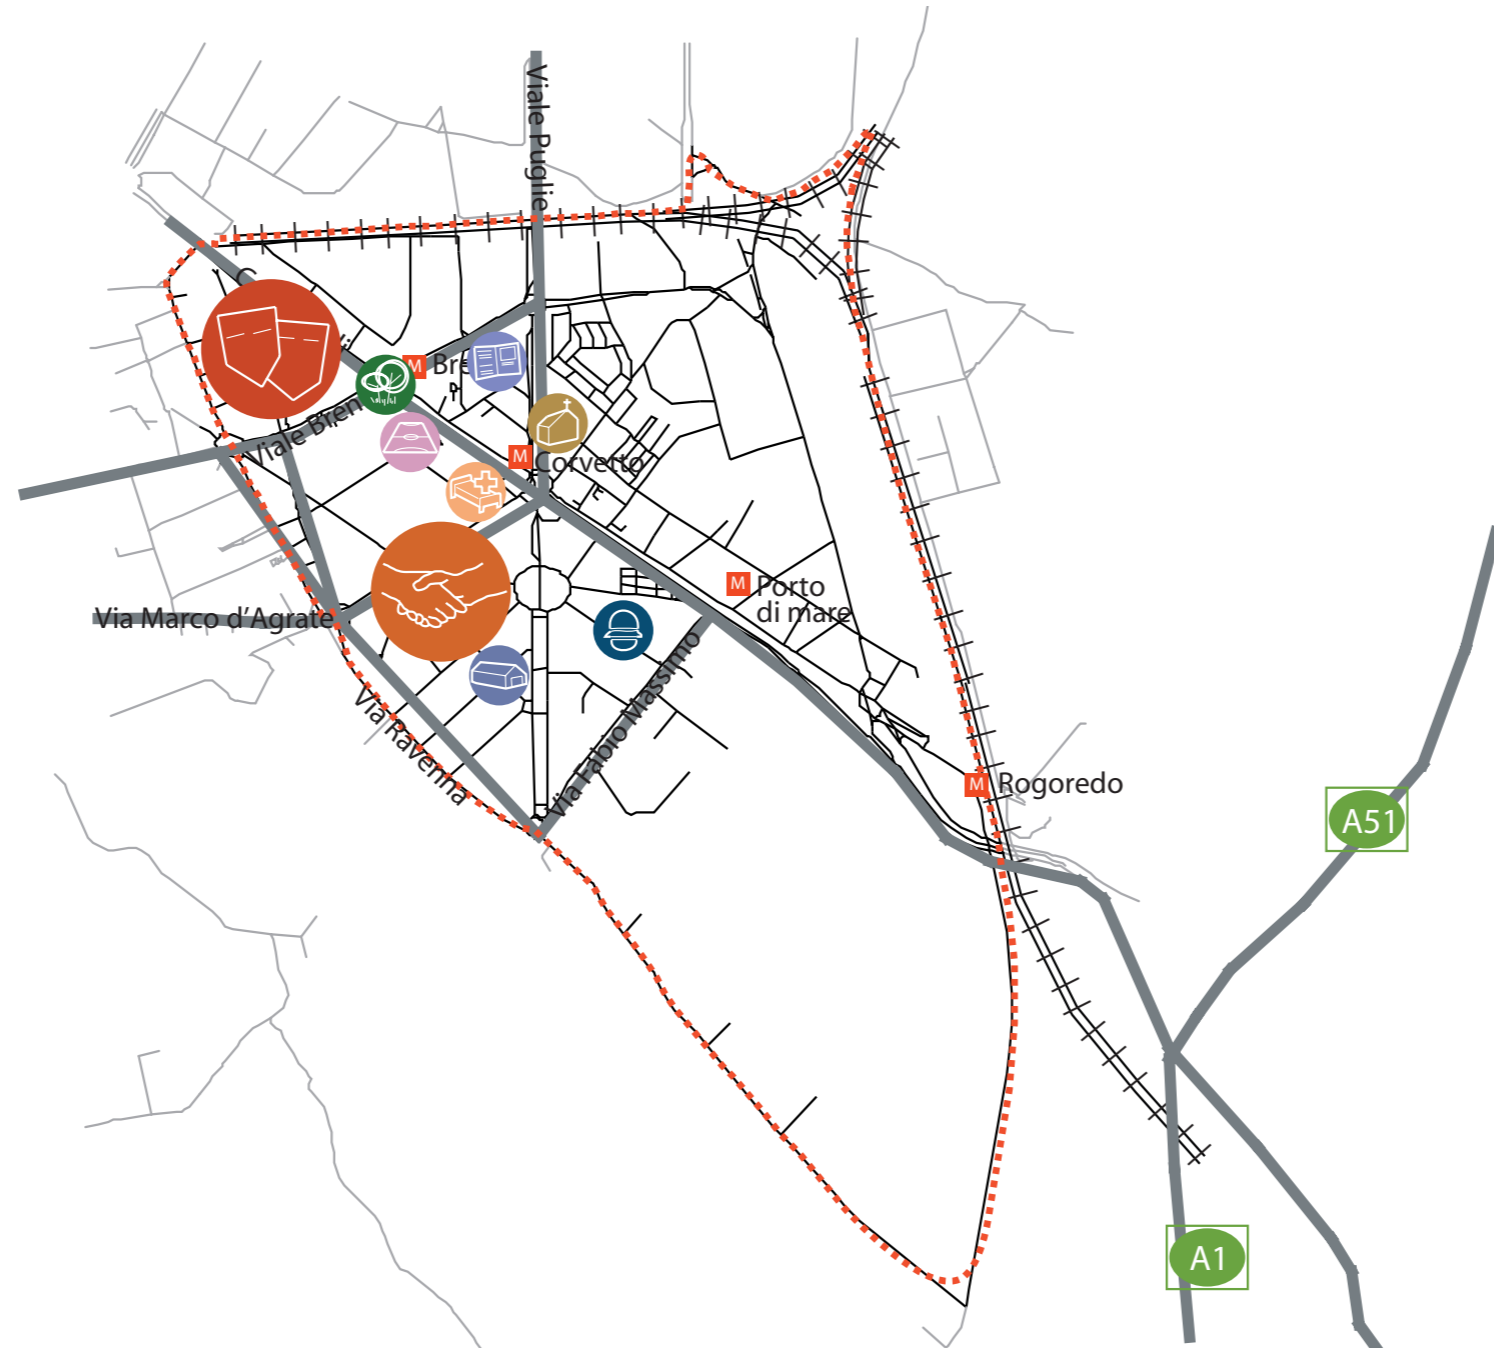 Viale Puglie
C
M
Bre
Viale Bren
M
Corvetto
M
Porto
di mare
Via Marco d’Agrate
Via Ravenna
Via Fabio Massimo
M
Rogoredo
A51
A1